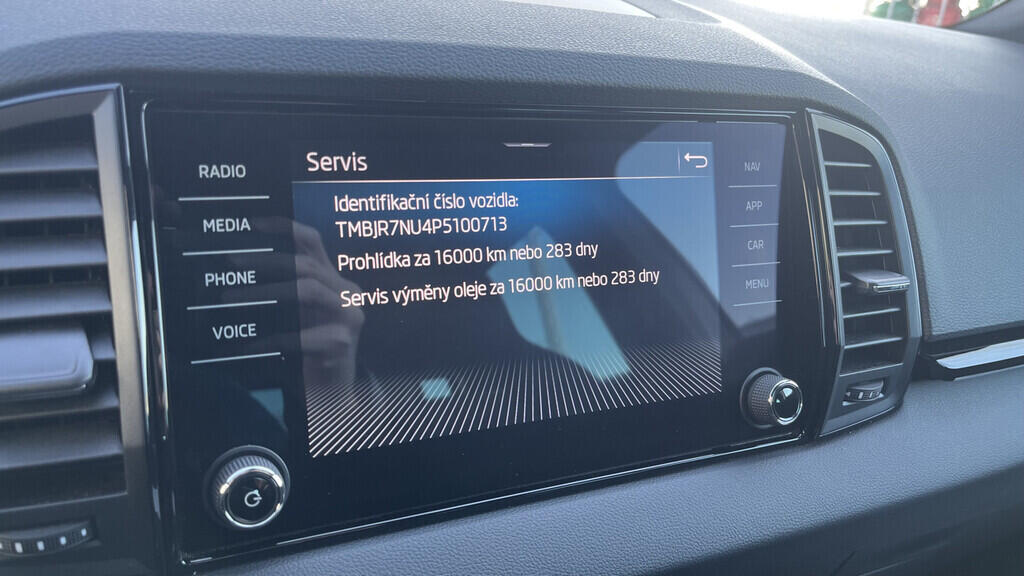 Servis
RADIO
MEDIA
PHONE
VOICE
Identifikační číslo vozidla:
TMBJR7NU4P5100713
Prohlídka za 16000 km nebo 283 dny
Servis výměny oleje za 16000 km nebo 283 dny
NAV
APP
CAR
MENU